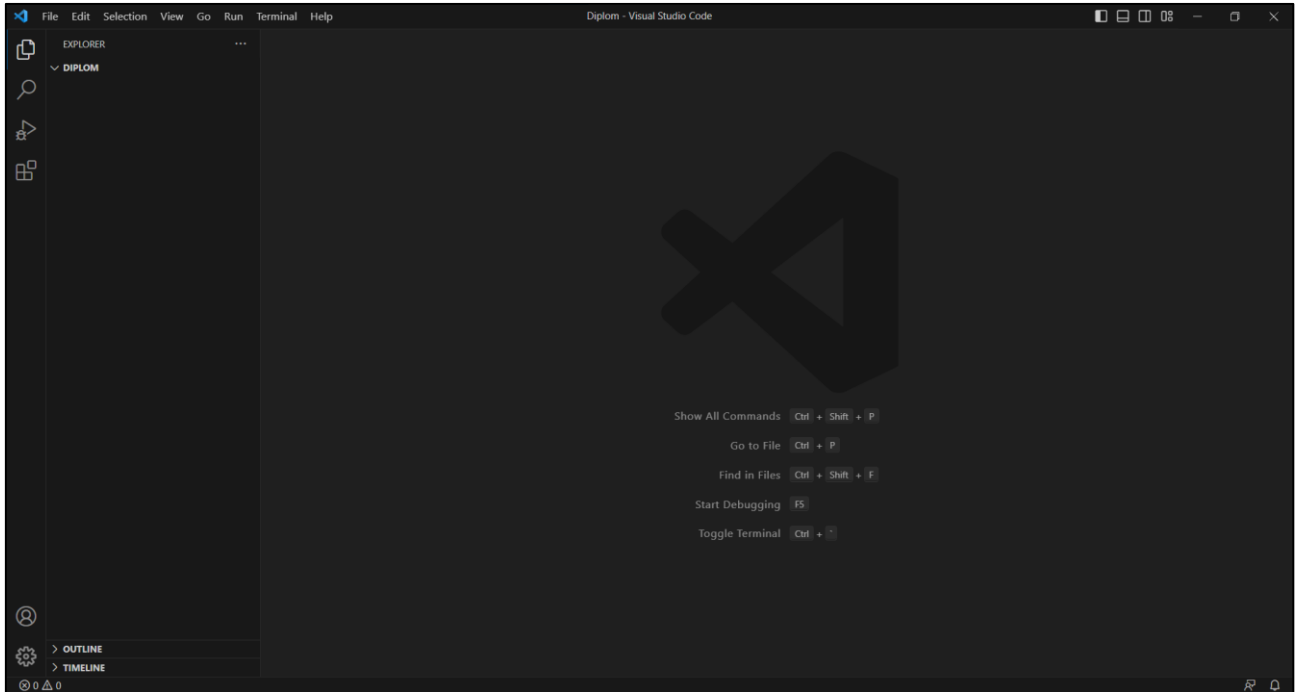 File Edit Selection View Go Run Terminal Help Diplom - Visual Studio Code
EXPLORER
DIPLOM
Show All Commands Ctrl + Shift + P
Go to File Ctrl + P
Find in Files Ctrl + Shift + F
Start Debugging F5
Toggle Terminal Ctrl + `
OUTLINE
TIMELINE
0 0